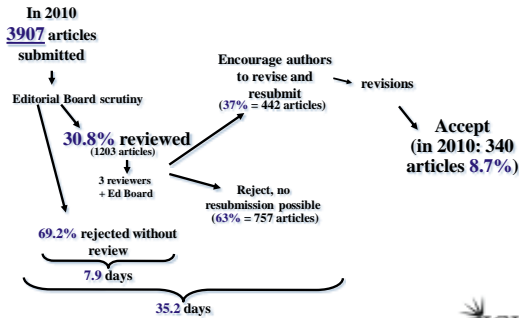 In 2010
3907 articles
submitted
Editorial Board scrutiny
30.8% reviewed
(1203 articles)
3 reviewers
+ Ed Board
69.2% rejected without
review
7.9 days
35.2 days
Encourage authors
to revise and
resubmit
(37% = 442 articles)
revisions
Accept
(in 2010: 340
articles 8.7%)
Reject, no
resubmission possible
(63% = 757 articles)